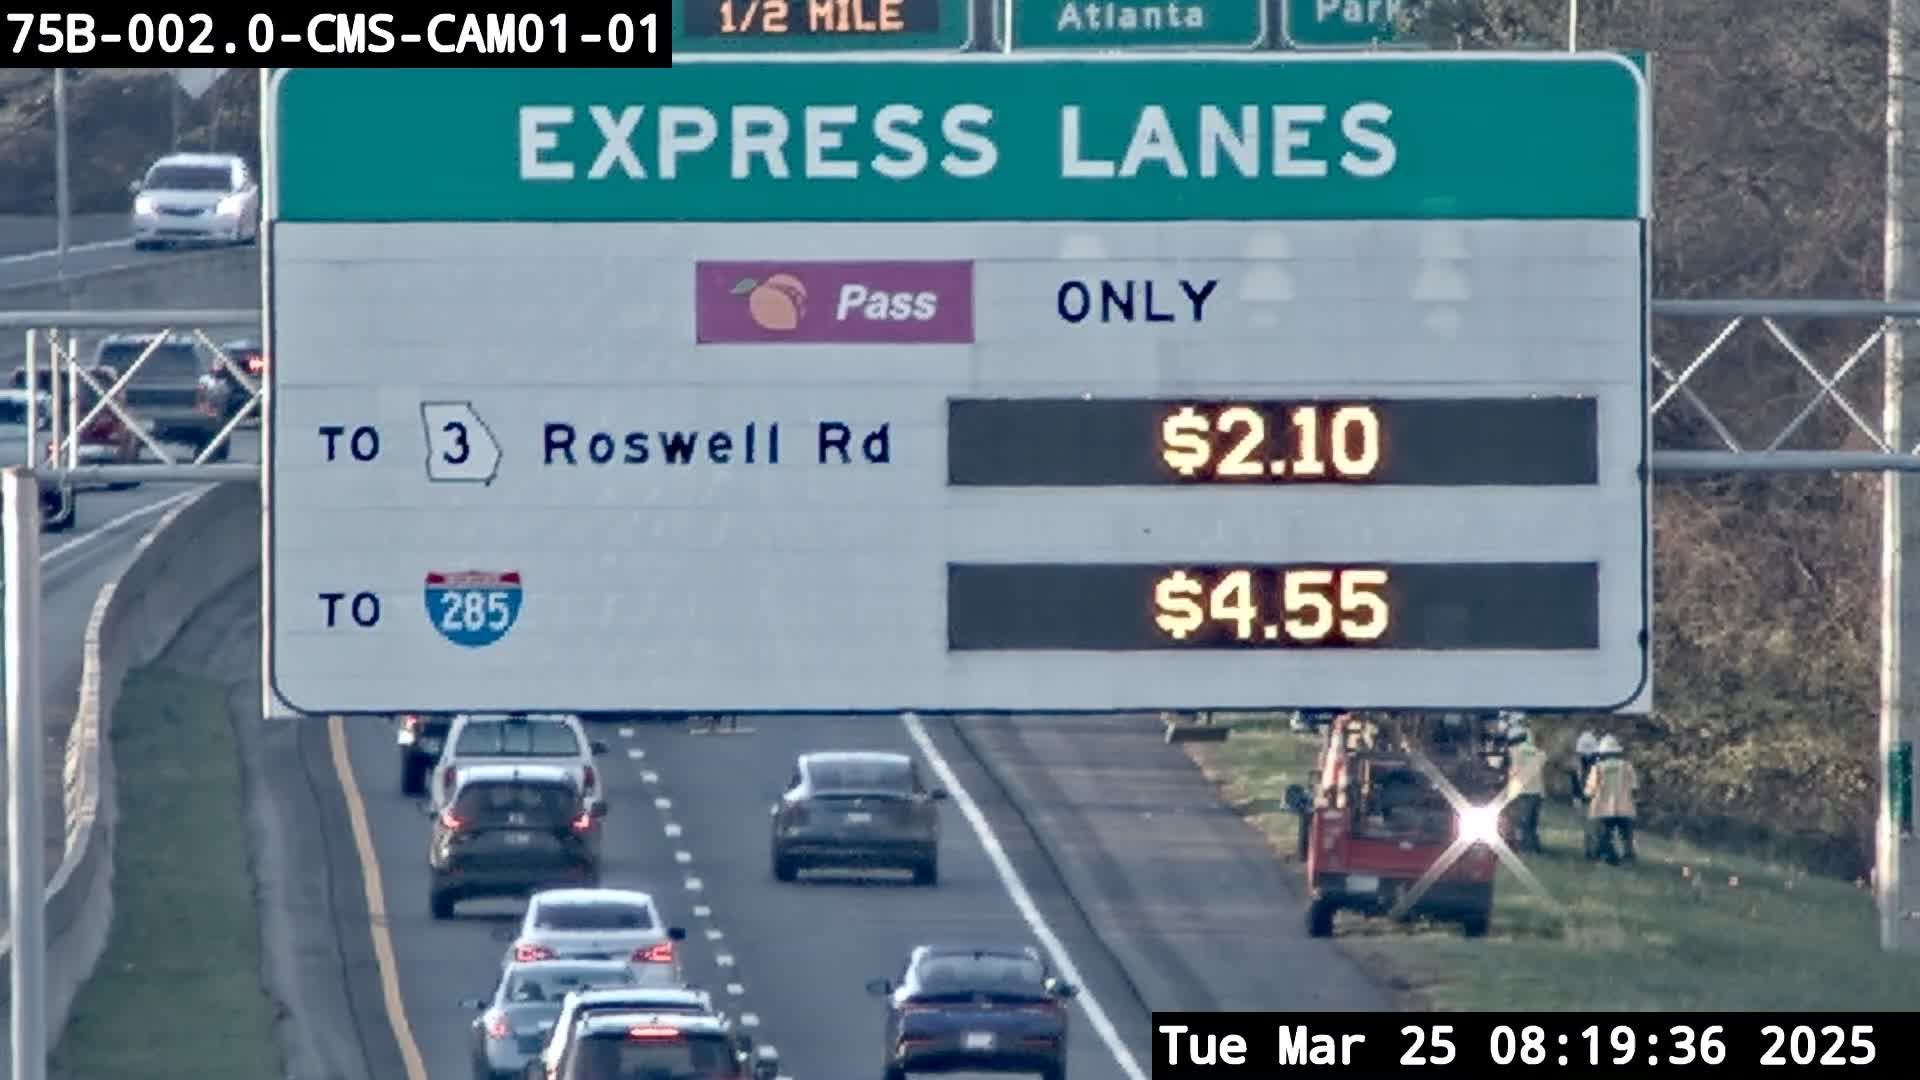 75B-002.0-CMS-CAM01-01
1/2 MILE
Atlanta
Park
EXPRESS LANES
Pass ONLY
TO 3 Roswell Rd $2.10
TO 285 $4.55
Tue Mar 25 08:19:36 2025